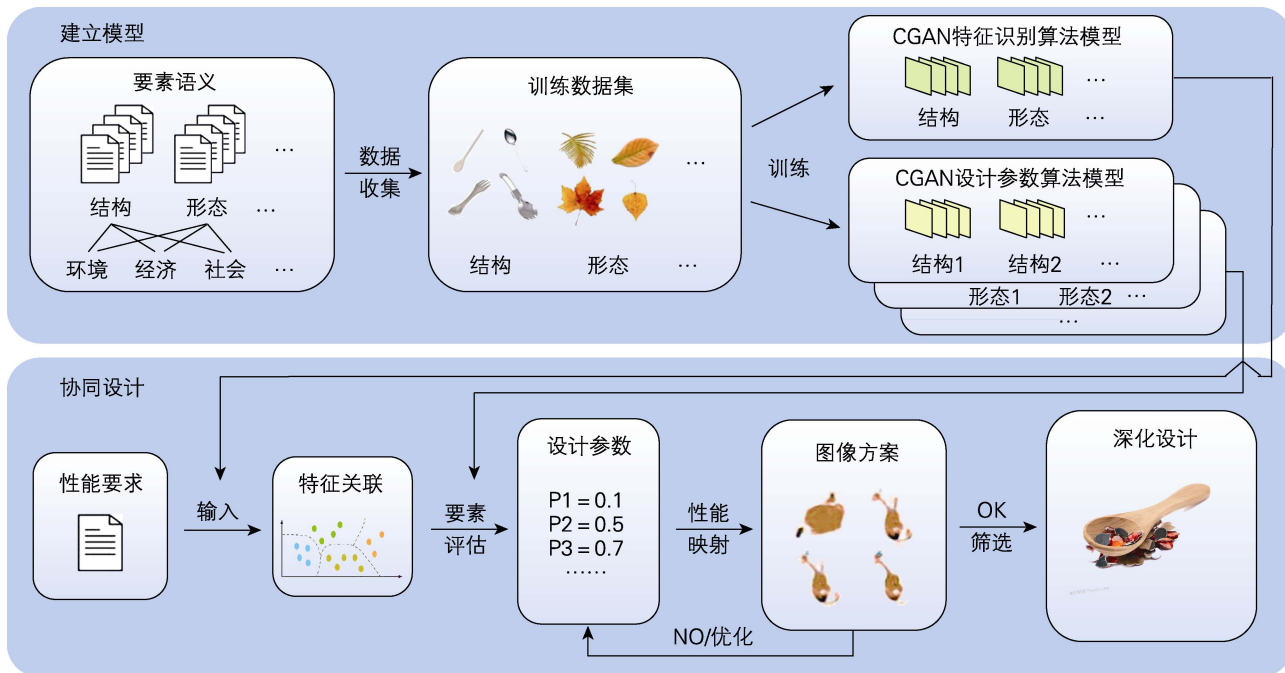 建立模型
要素语义
…
结构 形态 …
环境 经济 社会 …
数据
收集
训练数据集
…
结构 形态 …
训练
CGAN特征识别算法模型
…
结构 形态 …
CGAN设计参数算法模型
…
结构1 结构2 …
形态1 形态2 …
…
协同设计
性能要求
输入
特征关联
要素
评估
设计参数
P1=0.1
P2=0.5
P3=0.7
……
性能
映射
图像方案
NO/优化
OK
筛选
深化设计